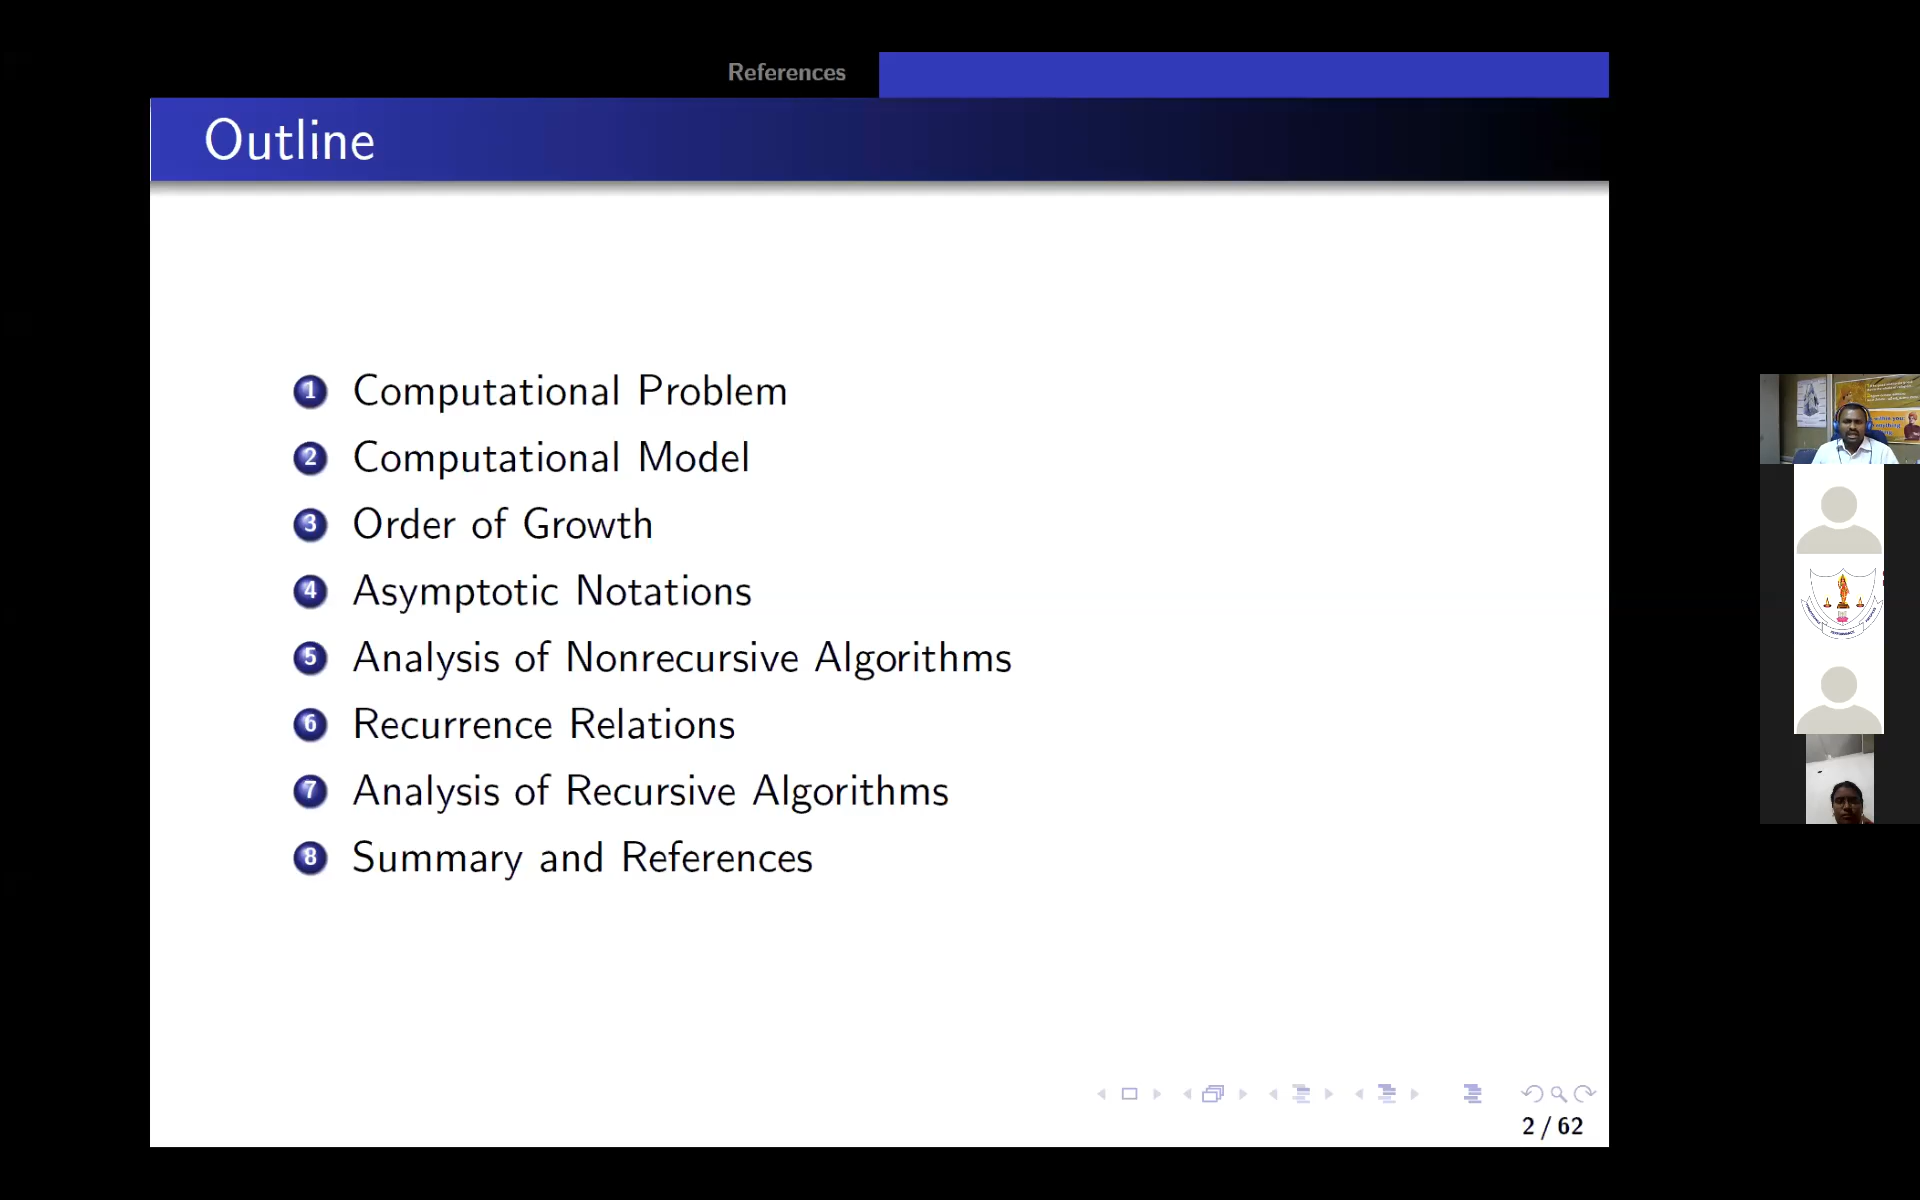 References
Outline
1 Computational Problem
2 Computational Model
3 Order of Growth
4 Asymptotic Notations
5 Analysis of Nonrecursive Algorithms
6 Recurrence Relations
7 Analysis of Recursive Algorithms
8 Summary and References
2 / 62